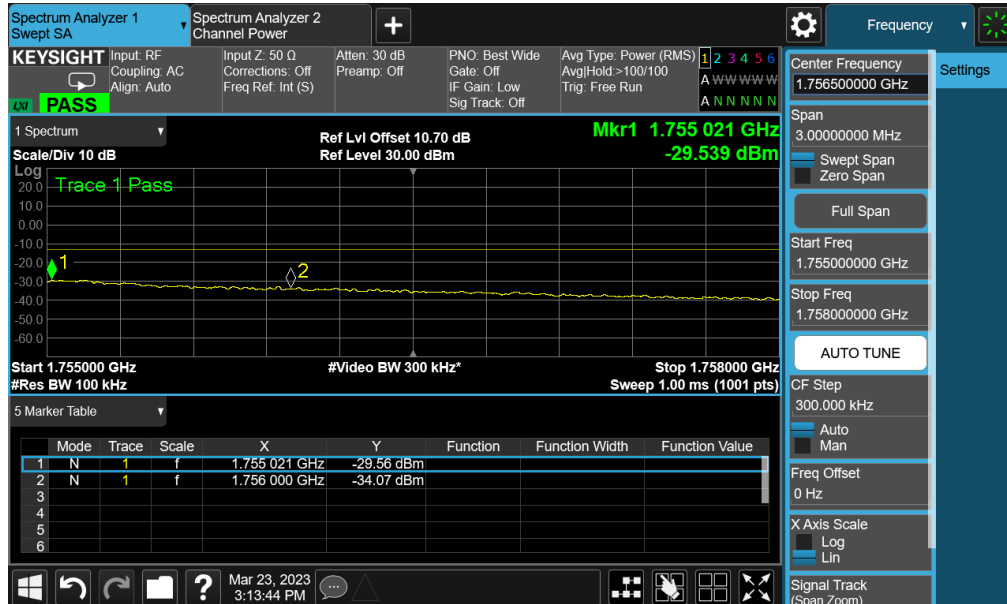 Spectrum Analyzer 1
Swept SA
Spectrum Analyzer 2
Channel Power
Frequency
KEYSIGHT
Input: RF
Coupling: AC
Align: Auto
Input Z: 50 Ω
Corrections: Off
Freq Ref: Int (S)
Atten: 30 dB
Preamp: Off
PNO: Best Wide
Gate: Off
IF Gain: Low
Sig Track: Off
Avg Type: Power (RMS)
Avg|Hold:>100/100
Trig: Free Run
1 2 3 4 5 6
A W W W W W
A N N N N N
LXI PASS
1 Spectrum
Scale/Div 10 dB
Ref Lvl Offset 10.70 dB
Ref Level 30.00 dBm
Mkr1 1.755 021 GHz
-29.539 dBm
Log
Trace 1 Pass
20.0
10.0
0.00
-10.0
-20.0
-30.0
-40.0
-50.0
-60.0
1
2
Start 1.755000 GHz
#Res BW 100 kHz
#Video BW 300 kHz*
Stop 1.758000 GHz
Sweep 1.00 ms (1001 pts)
5 Marker Table
Mode Trace Scale X Y Function Function Width Function Value
1 N 1 f 1.755 021 GHz -29.56 dBm
2 N 1 f 1.756 000 GHz -34.07 dBm
3
4
5
6
Mar 23, 2023
3:13:44 PM
?
Center Frequency
1.756500000 GHz
Span
3.00000000 MHz
Swept Span
Zero Span
Full Span
Start Freq
1.755000000 GHz
Stop Freq
1.758000000 GHz
AUTO TUNE
CF Step
300.000 kHz
Auto
Man
Freq Offset
0 Hz
X Axis Scale
Log
Lin
Signal Track
(Span Zoom)
Settings